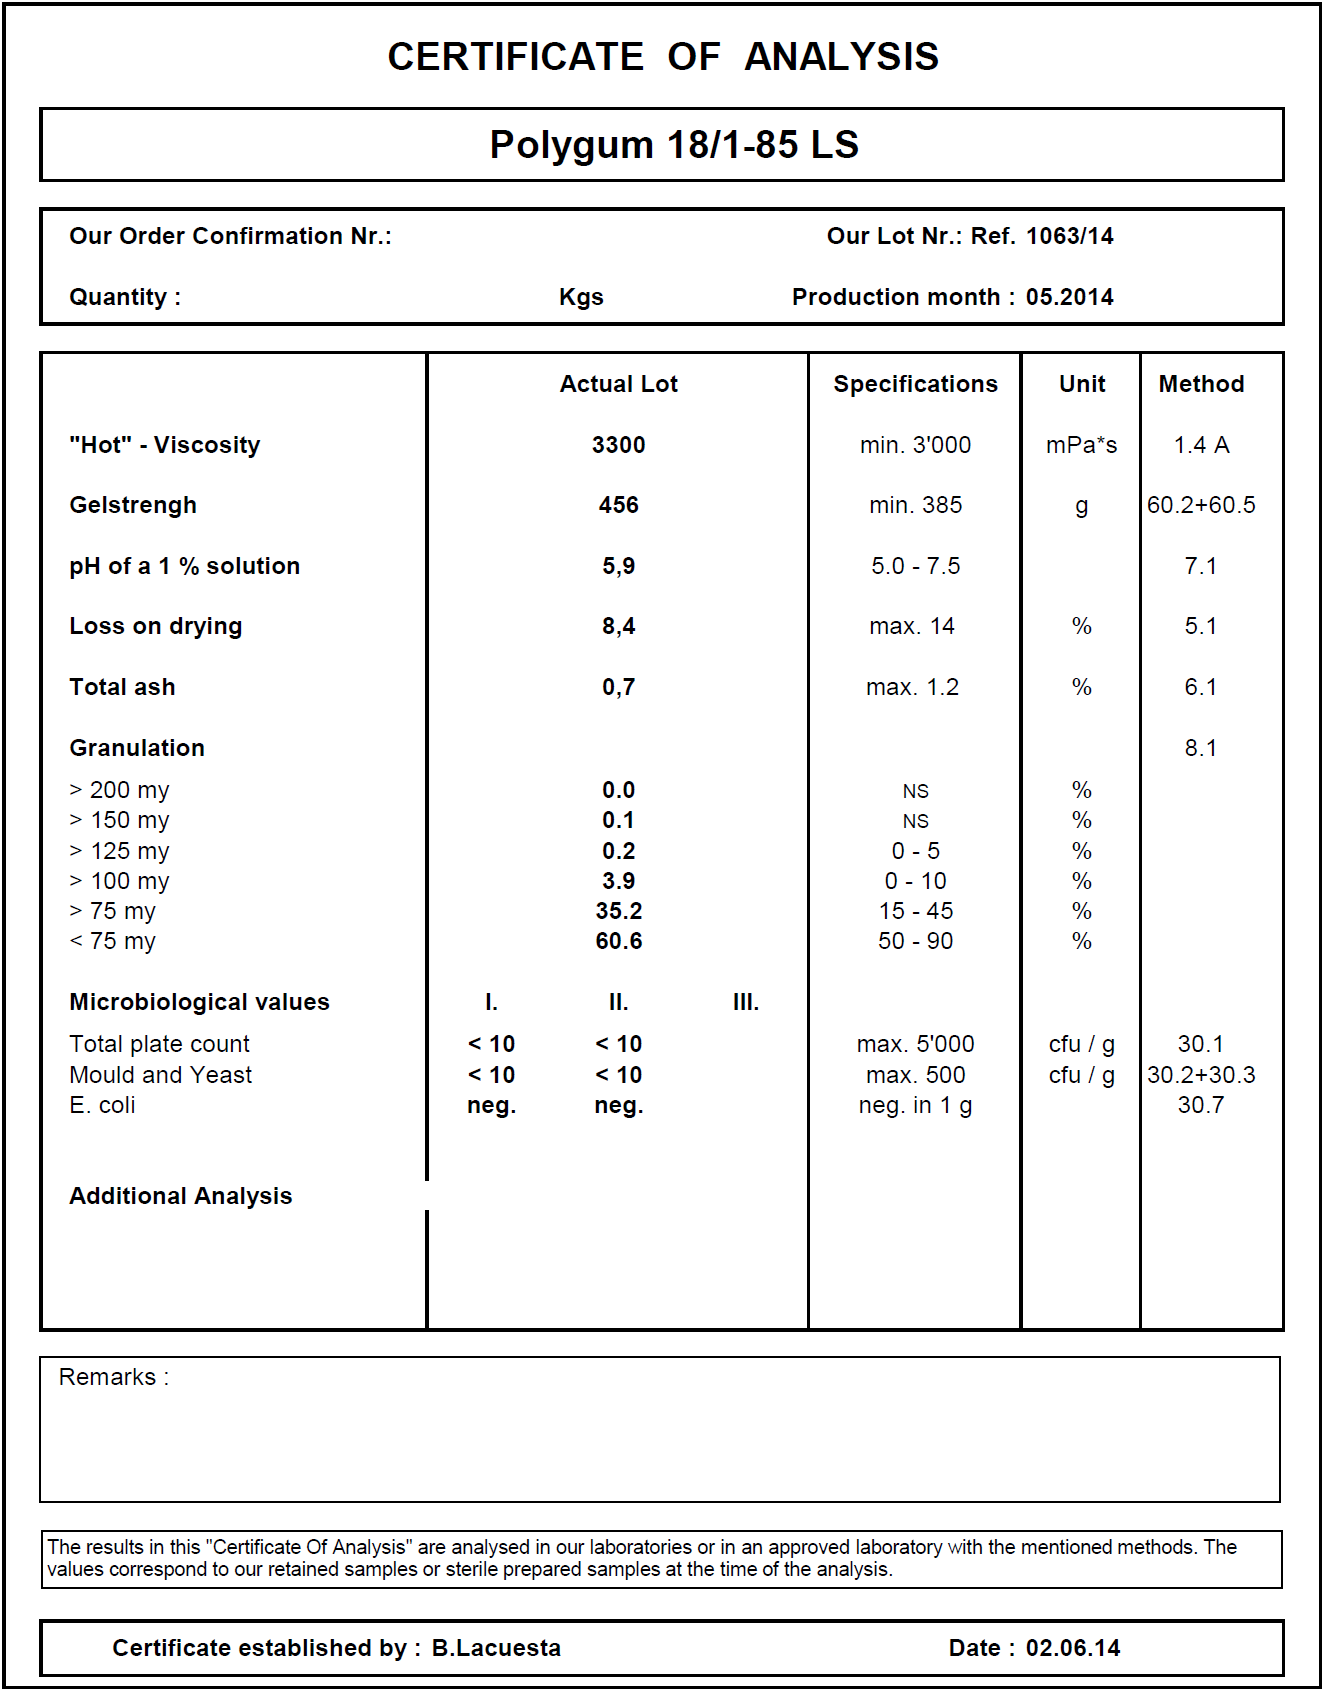 CERTIFICATE OF ANALYSIS
Polygum 18/1-85 LS
Our Order Confirmation Nr.: Our Lot Nr.: Ref. 1063/14
Quantity : Kgs Production month : 05.2014
Actual Lot Specifications Unit Method
"Hot" - Viscosity 3300 min. 3'000 mPa*s 1.4 A
Gelstrengh 456 min. 385 g 60.2+60.5
pH of a 1 % solution 5,9 5.0 - 7.5 7.1
Loss on drying 8,4 max. 14 % 5.1
Total ash 0,7 max. 1.2 % 6.1
Granulation 8.1
> 200 my 0.0 NS %
> 150 my 0.1 NS %
> 125 my 0.2 0 - 5 %
> 100 my 3.9 0 - 10 %
> 75 my 35.2 15 - 45 %
< 75 my 60.6 50 - 90 %
Microbiological values I. II. III.
Total plate count < 10 < 10 max. 5'000 cfu / g 30.1
Mould and Yeast < 10 < 10 max. 500 cfu / g 30.2+30.3
E. coli neg. neg. neg. in 1 g 30.7
Additional Analysis
Remarks :
The results in this "Certificate Of Analysis" are analysed in our laboratories or in an approved laboratory with the mentioned methods. The
values correspond to our retained samples or sterile prepared samples at the time of the analysis.
Certificate established by : B.Lacuesta Date : 02.06.14